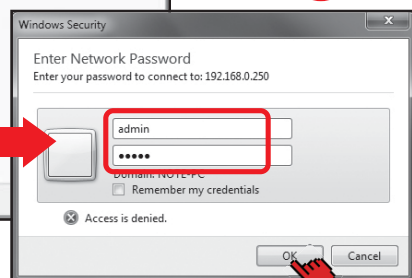 Windows Security
x
Enter Network Password
Enter your password to connect to: 192.168.0.250
admin
•••••
Domain: NOTE-PC
Remember my credentials
Access is denied.
OK
Cancel